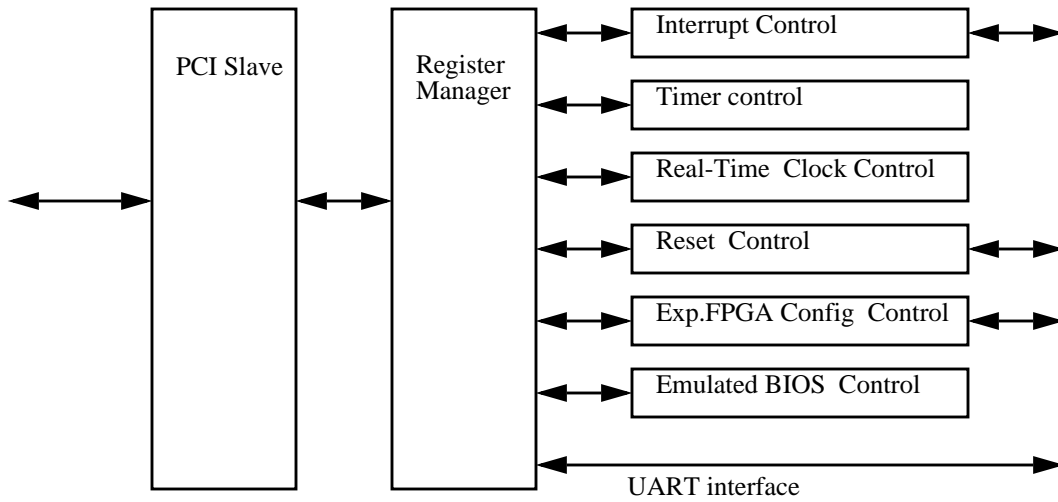 PCI Slave
Register
Manager
Interrupt Control
Timer control
Real-Time Clock Control
Reset Control
Exp.FPGA Config Control
Emulated BIOS Control
UART interface